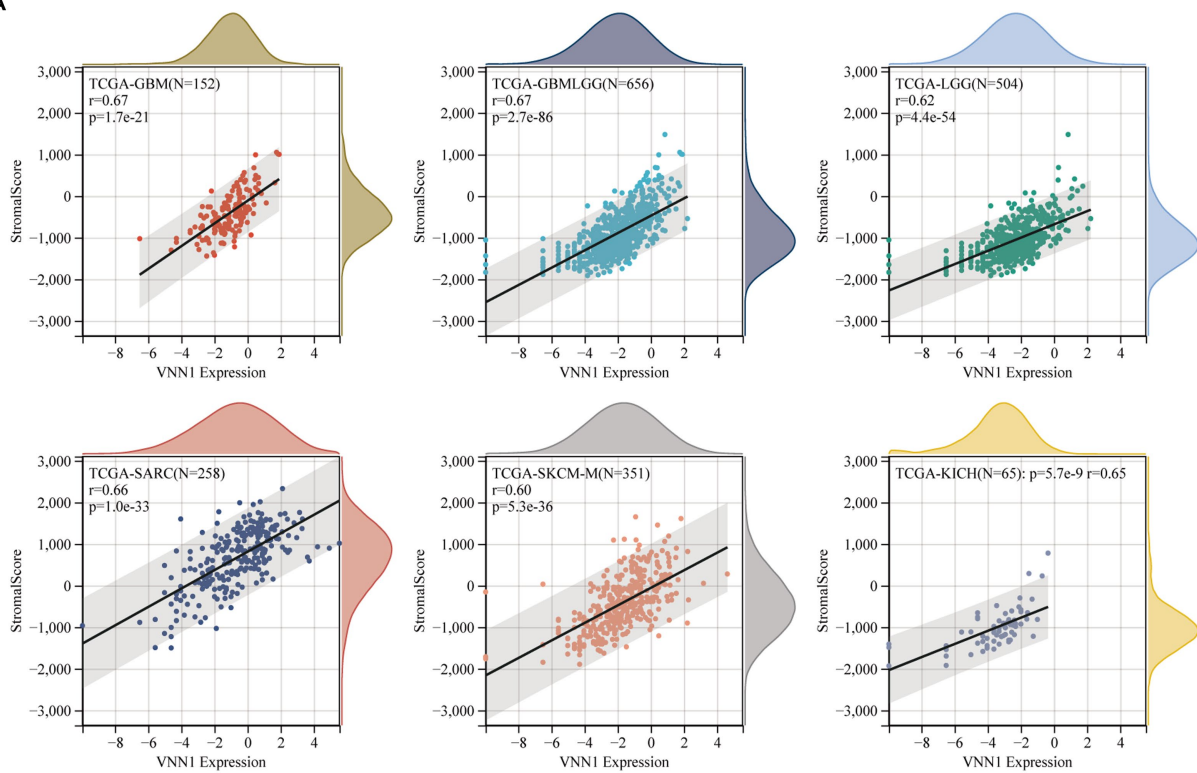 A
TCGA-GBM(N=152)
r=0.67
p=1.7e-21
3,000
2,000
1,000
0
−1,000
−2,000
−3,000
StromalScore
−8 −6 −4 −2 0 2 4
VNN1 Expression
TCGA-GBMLGG(N=656)
r=0.67
p=2.7e-86
3,000
2,000
1,000
0
−1,000
−2,000
−3,000
StromalScore
−8 −6 −4 −2 0 2 4
VNN1 Expression
TCGA-LGG(N=504)
r=0.62
p=4.4e-54
3,000
2,000
1,000
0
−1,000
−2,000
−3,000
StromalScore
−8 −6 −4 −2 0 2 4
VNN1 Expression
TCGA-SARC(N=258)
r=0.66
p=1.0e-33
3,000
2,000
1,000
0
−1,000
−2,000
−3,000
StromalScore
−8 −6 −4 −2 0 2 4
VNN1 Expression
TCGA-SKCM-M(N=351)
r=0.60
p=5.3e-36
3,000
2,000
1,000
0
−1,000
−2,000
−3,000
StromalScore
−8 −6 −4 −2 0 2 4
VNN1 Expression
TCGA-KICH(N=65): p=5.7e-9 r=0.65
3,000
2,000
1,000
0
−1,000
−2,000
−3,000
StromalScore
−8 −6 −4 −2 0 2 4
VNN1 Expression